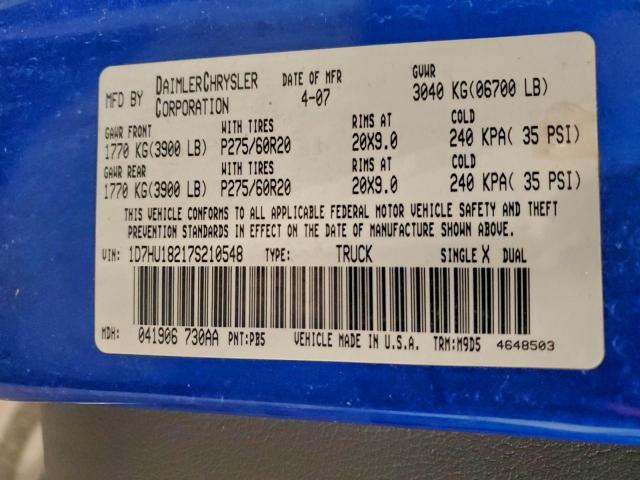 MFD BY DAIMLERCHRYSLER CORPORATION DATE OF MFR 4-07 GVWR 3040 KG(06700 LB)
GAWR FRONT WITH TIRES RIMS AT COLD
1770 KG(3900 LB) P275/60R20 20X9.0 240 KPA( 35 PSI)
GAWR REAR WITH TIRES RIMS AT COLD
1770 KG(3900 LB) P275/60R20 20X9.0 240 KPA( 35 PSI)
THIS VEHICLE CONFORMS TO ALL APPLICABLE FEDERAL MOTOR VEHICLE SAFETY AND THEFT
PREVENTION STANDARDS IN EFFECT ON THE DATE OF MANUFACTURE SHOWN ABOVE.
VIN: 1D7HU18217S210548 TYPE: TRUCK SINGLE X DUAL
MDH: 041906 730AA PNT:PB5 VEHICLE MADE IN U.S.A. TRM:M9D5 4648503